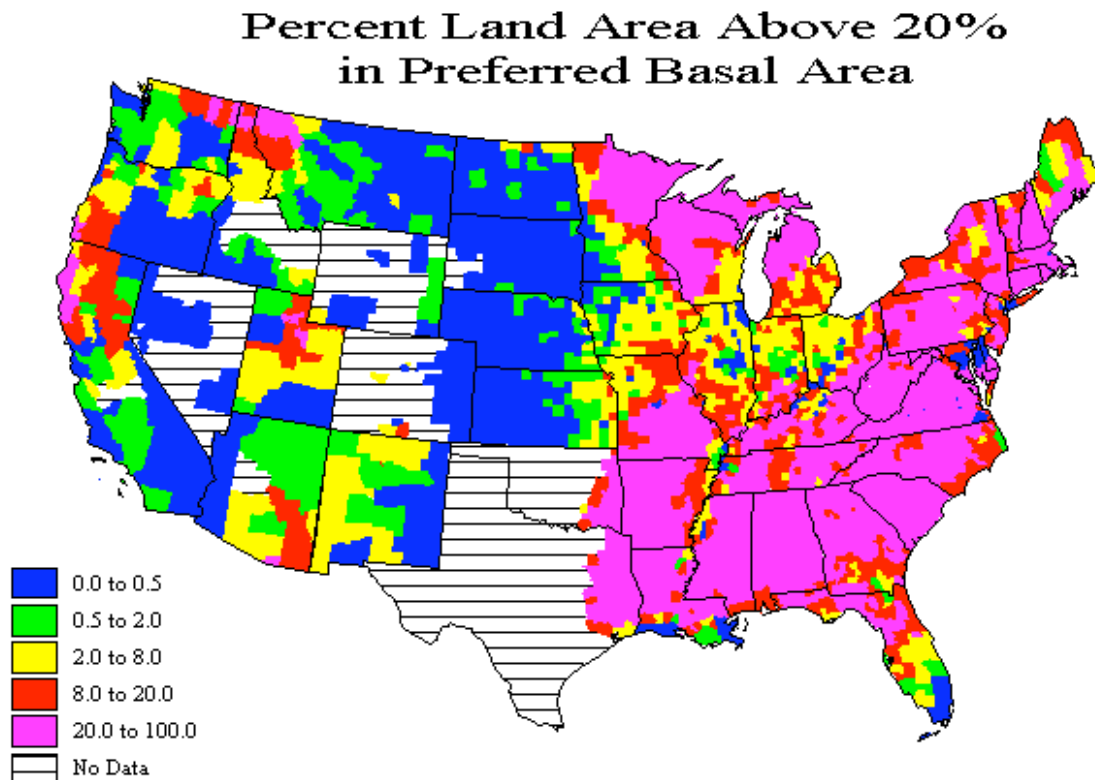 Percent Land Area Above 20%
in Preferred Basal Area
0.0 to 0.5
0.5 to 2.0
2.0 to 8.0
8.0 to 20.0
20.0 to 100.0
No Data